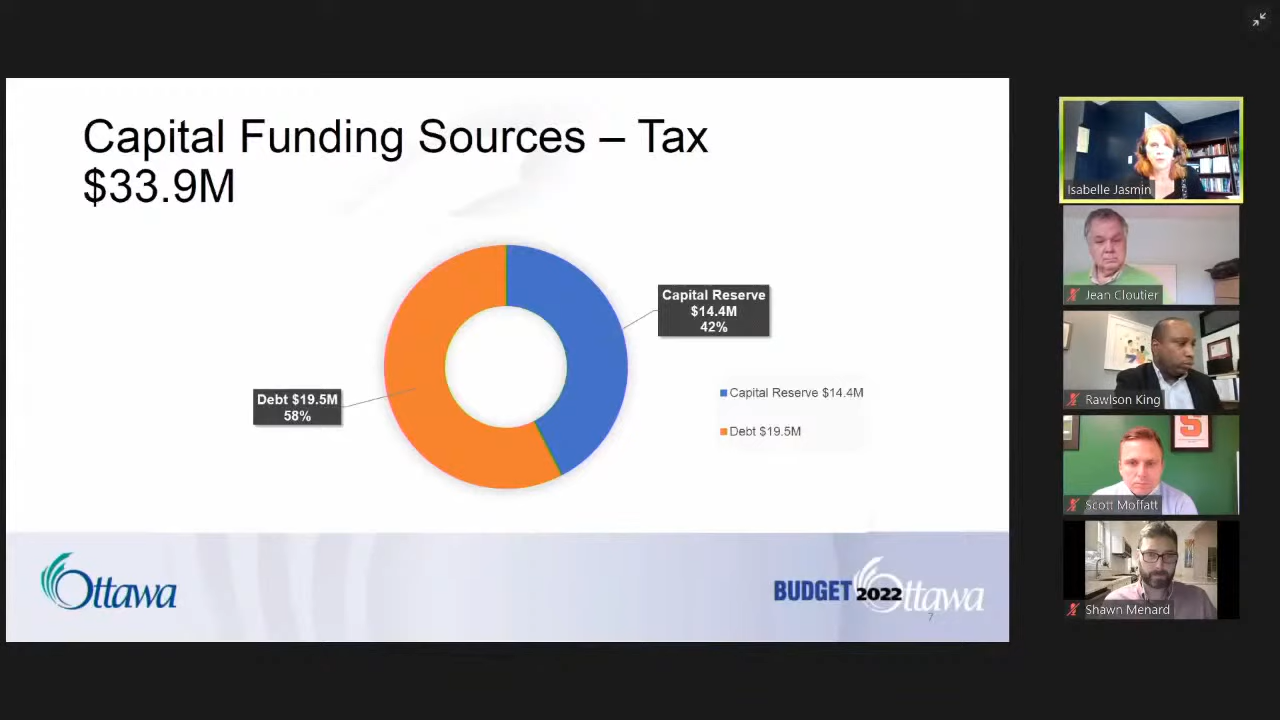 Capital Funding Sources – Tax
$33.9M
Capital Reserve
$14.4M
42%
Debt $19.5M
58%
Capital Reserve $14.4M
Debt $19.5M
Ottawa
BUDGET 2022 Ottawa
7
Isabelle Jasmin
Jean Cloutier
Rawlson King
S
Scott Moffatt
Shawn Menard